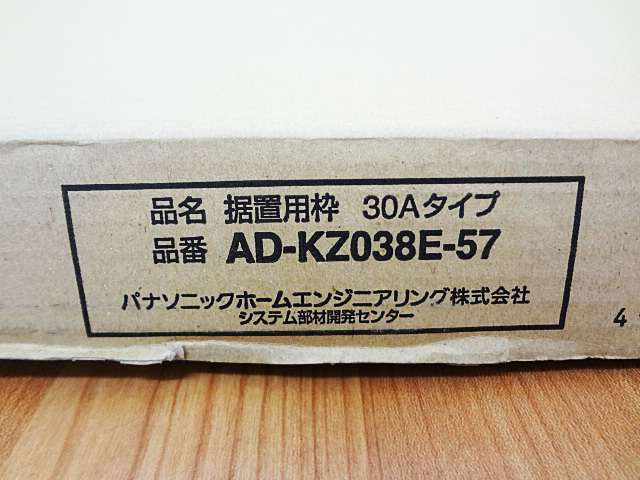 品名 据置用枠 30Aタイプ
品番 AD-KZ038E-57
パナソニックホームエンジニアリング株式会社
システム部材開発センター
4